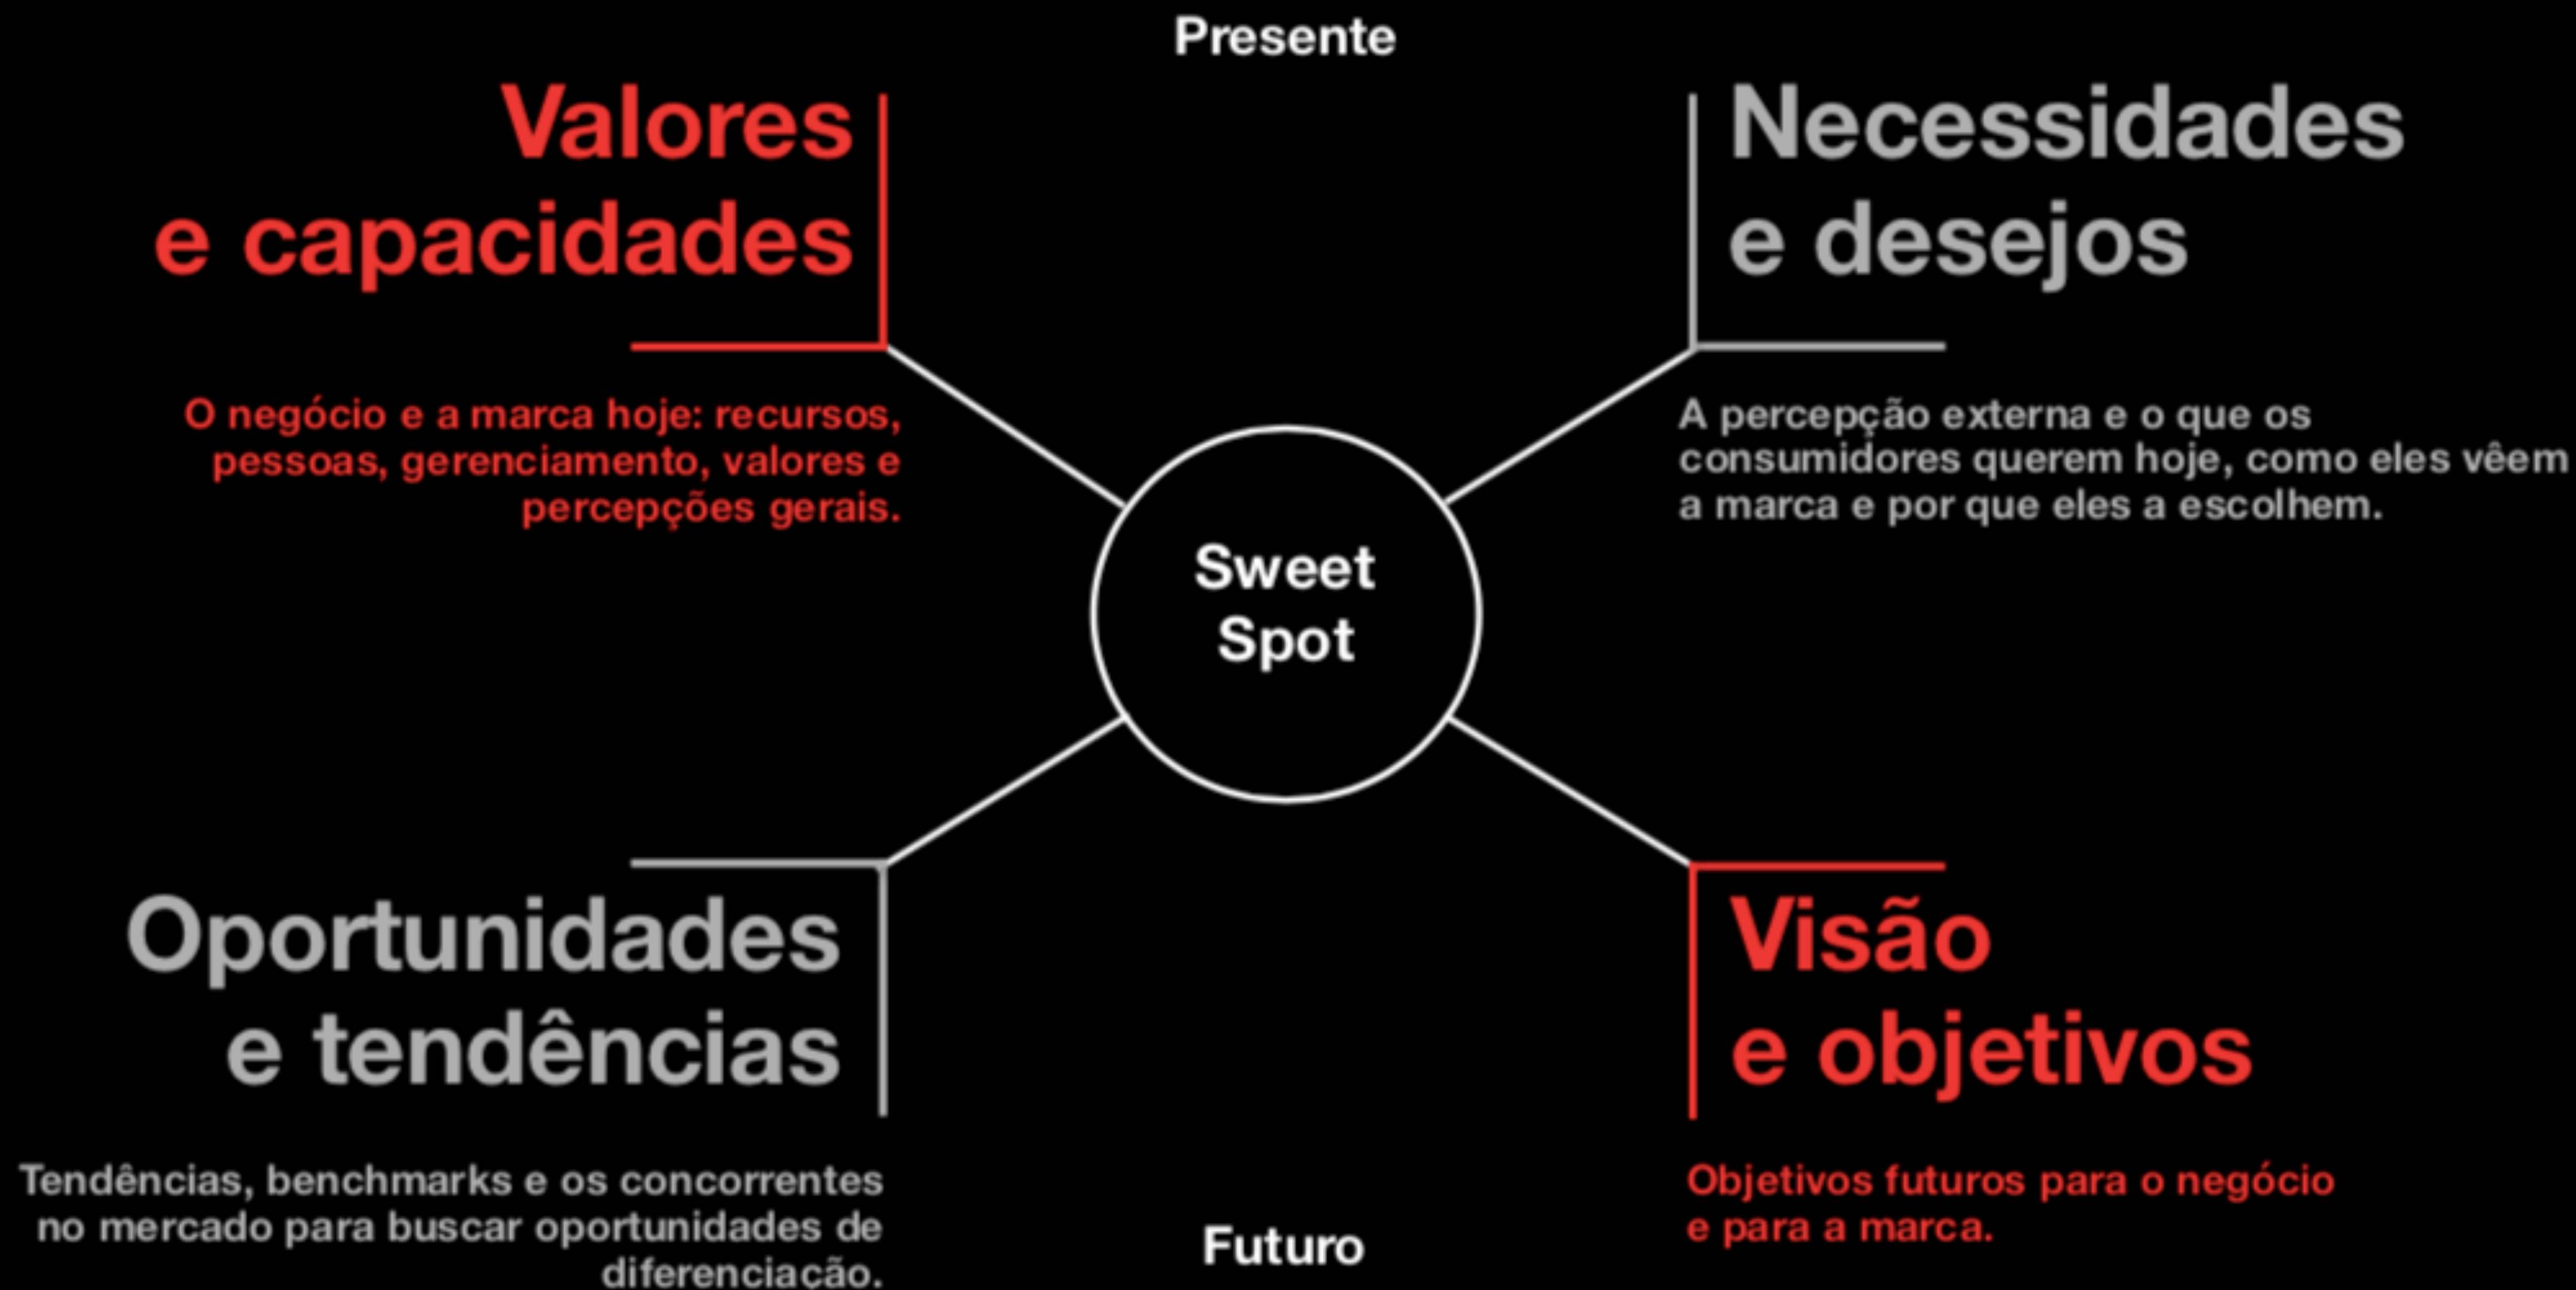 Presente
Valores
e capacidades
O negócio e a marca hoje: recursos,
pessoas, gerenciamento, valores e
percepções gerais.
Necessidades
e desejos
A percepção externa e o que os
consumidores querem hoje, como eles vêem
a marca e por que eles a escolhem.
Sweet
Spot
Oportunidades
e tendências
Tendências, benchmarks e os concorrentes
no mercado para buscar oportunidades de
diferenciação.
Visão
e objetivos
Objetivos futuros para o negócio
e para a marca.
Futuro